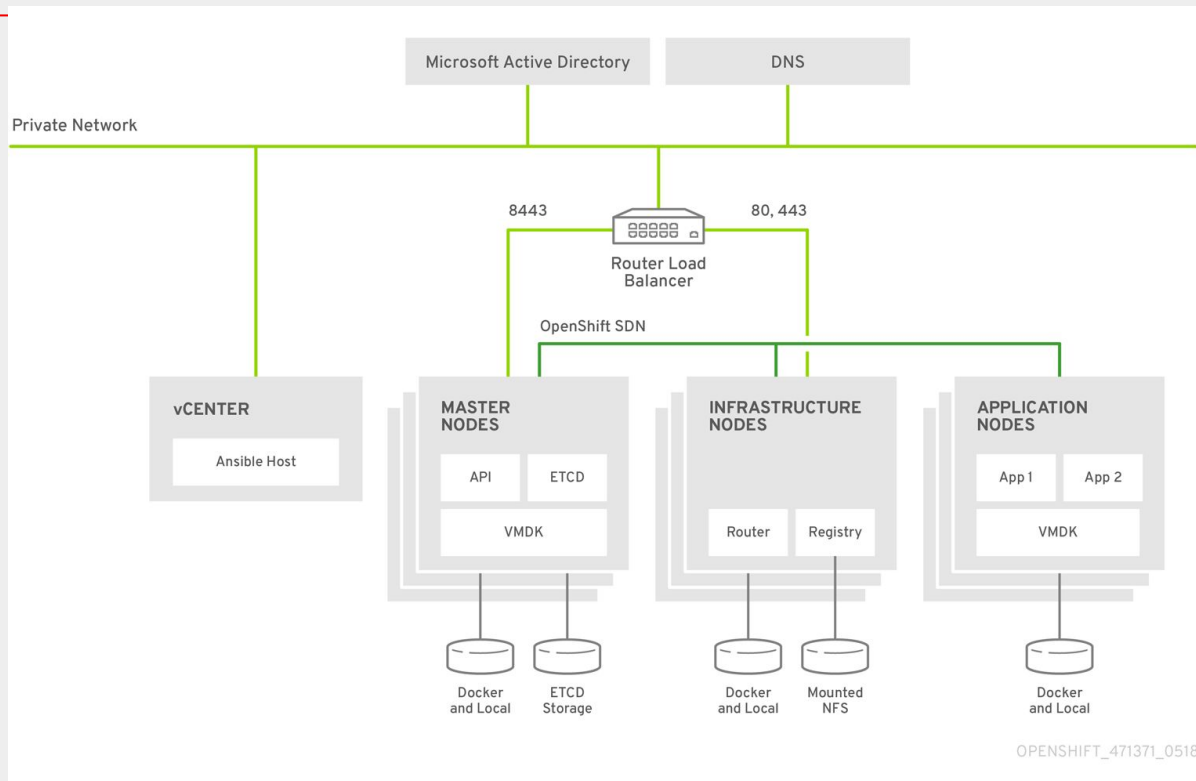 Microsoft Active Directory
DNS
Private Network
8443
80, 443
Router Load
Balancer
OpenShift SDN
vCENTER
Ansible Host
MASTER
NODES
API
ETCD
VMDK
INFRASTRUCTURE
NODES
Router
Registry
APPLICATION
NODES
App 1
App 2
VMDK
Docker
and Local
ETCD
Storage
Docker
and Local
Mounted
NFS
Docker
and Local
OPENSHIFT_471371_0518